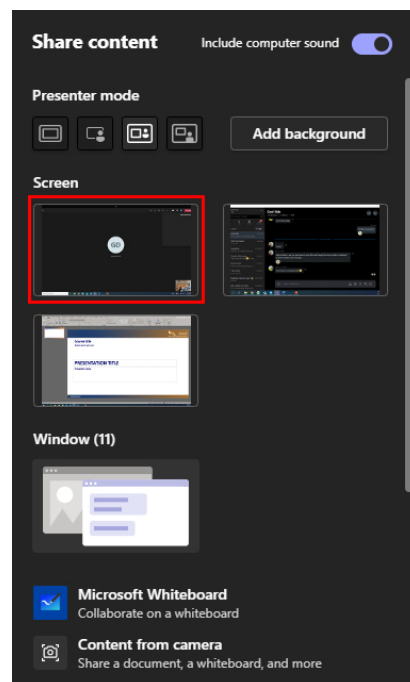 Share content
Include computer sound
Presenter mode
Add background
Screen
GD
PRESENTATION TITLE
Window (11)
Microsoft Whiteboard
Collaborate on a whiteboard
Content from camera
Share a document, a whiteboard, and more